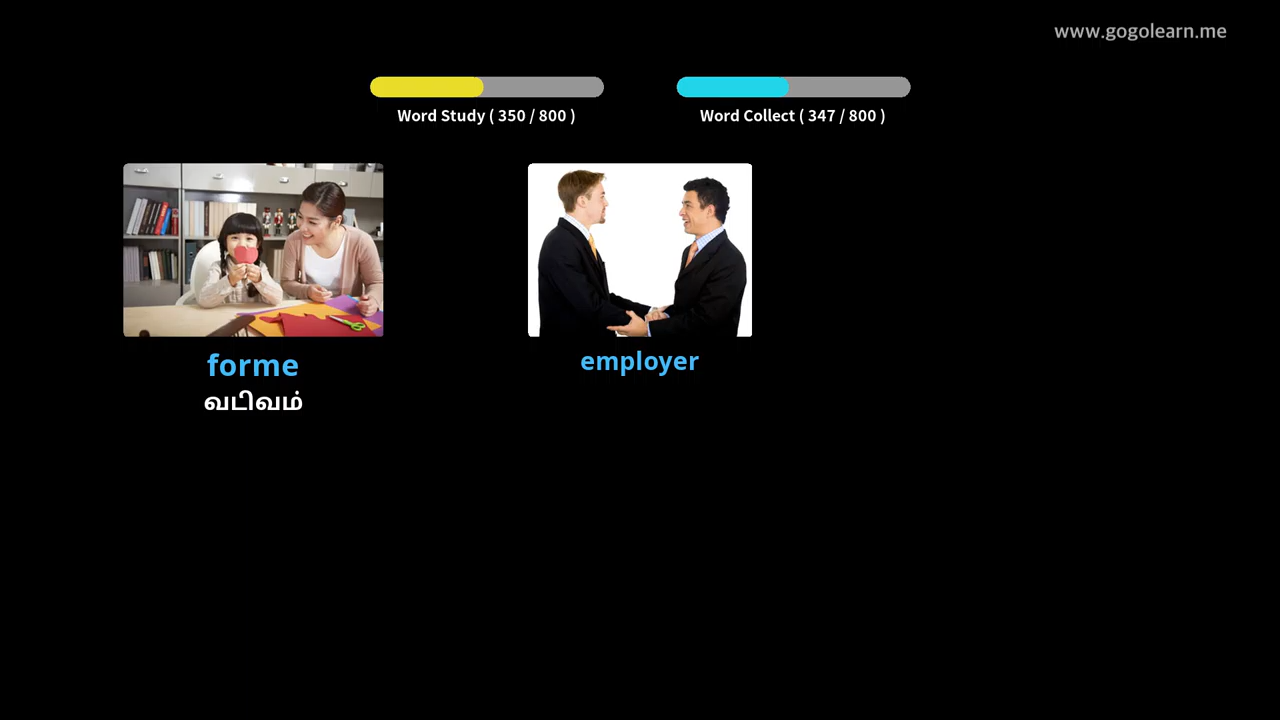 www.gogolearn.me
Word Study ( 350 / 800 )
Word Collect ( 347 / 800 )
forme
வடிவம்
employer